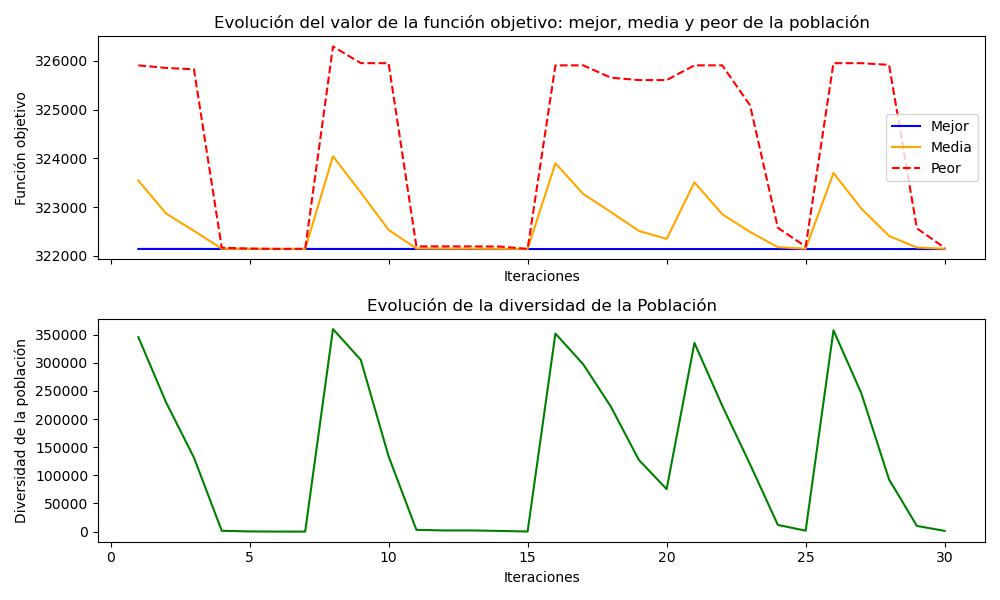 Evolución del valor de la función objetivo: mejor, media y peor de la población
Función objetivo
326000
325000
324000
323000
322000
Mejor
Media
Peor
Iteraciones
Evolución de la diversidad de la Población
Diversidad de la población
350000
300000
250000
200000
150000
100000
50000
0
0 5 10 15 20 25 30
Iteraciones